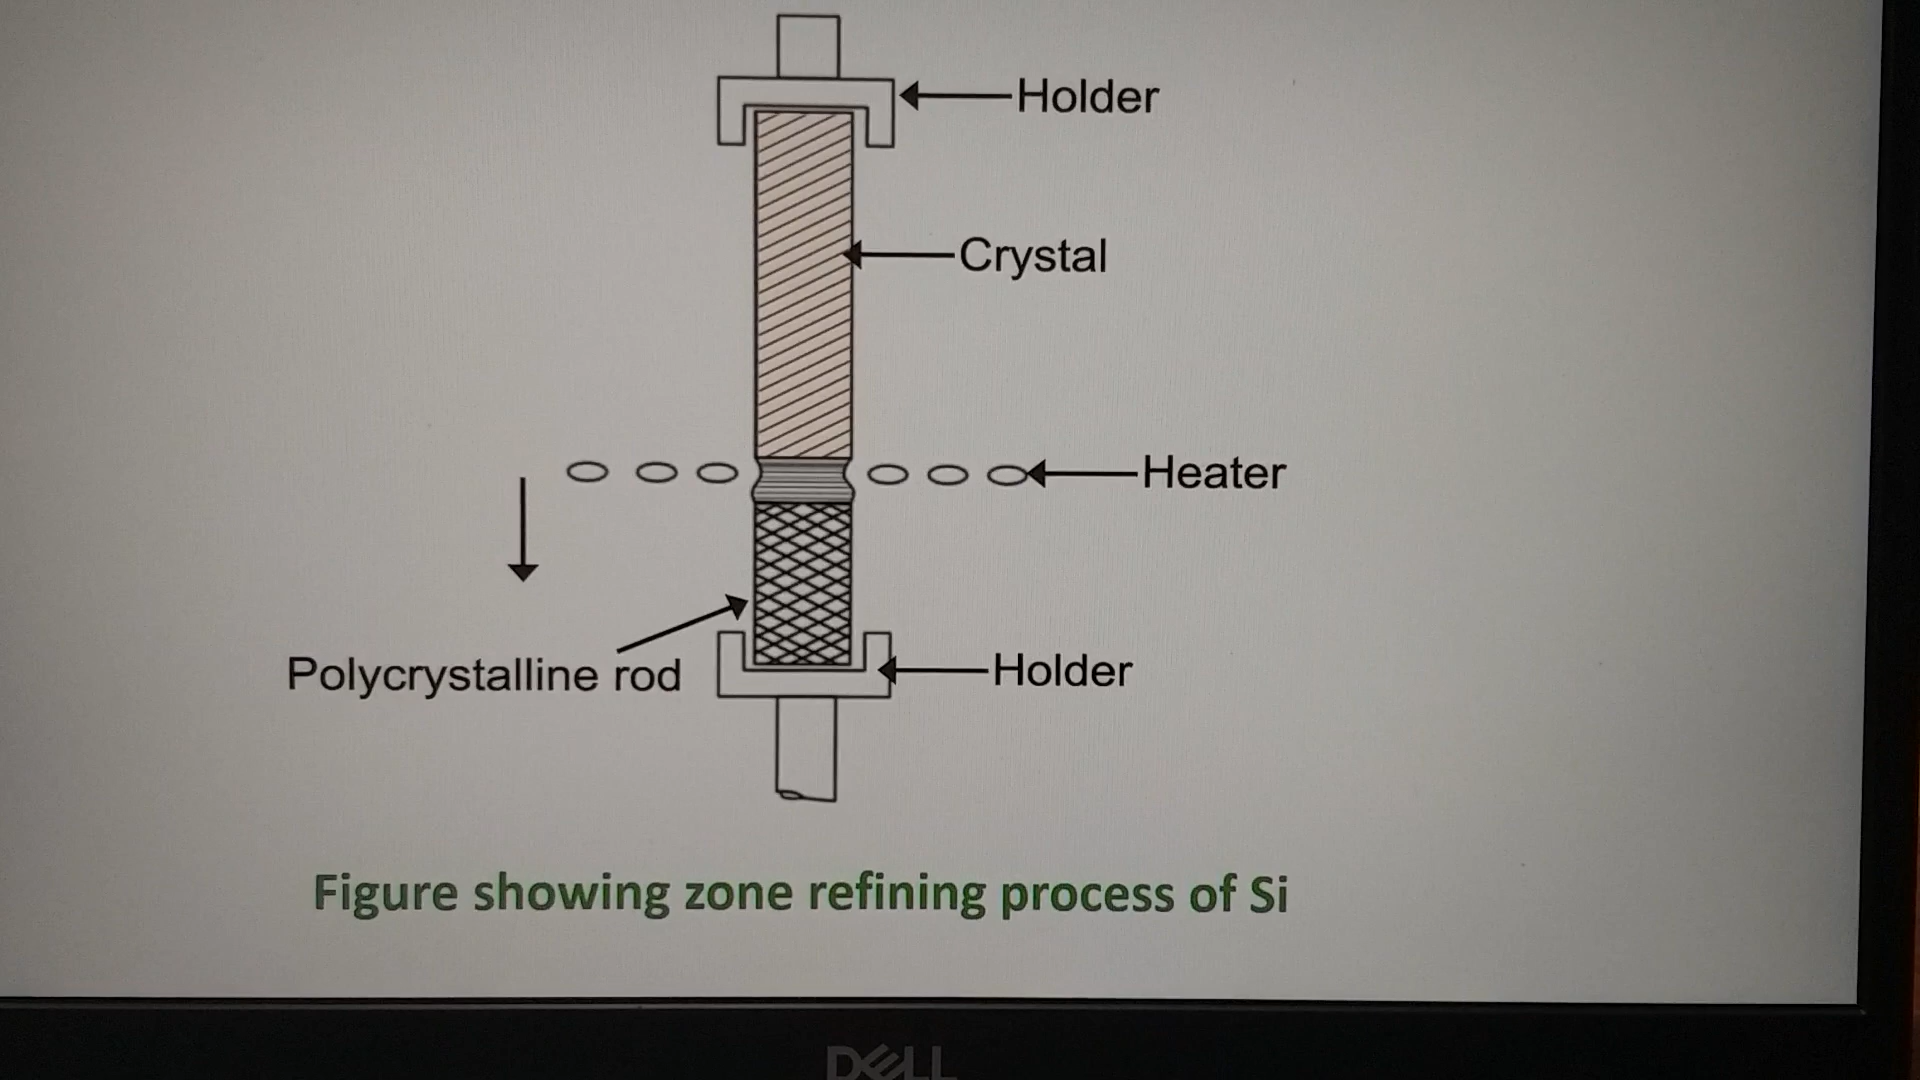 Holder
Crystal
Heater
Polycrystalline rod
Holder
Figure showing zone refining process of Si
DELL